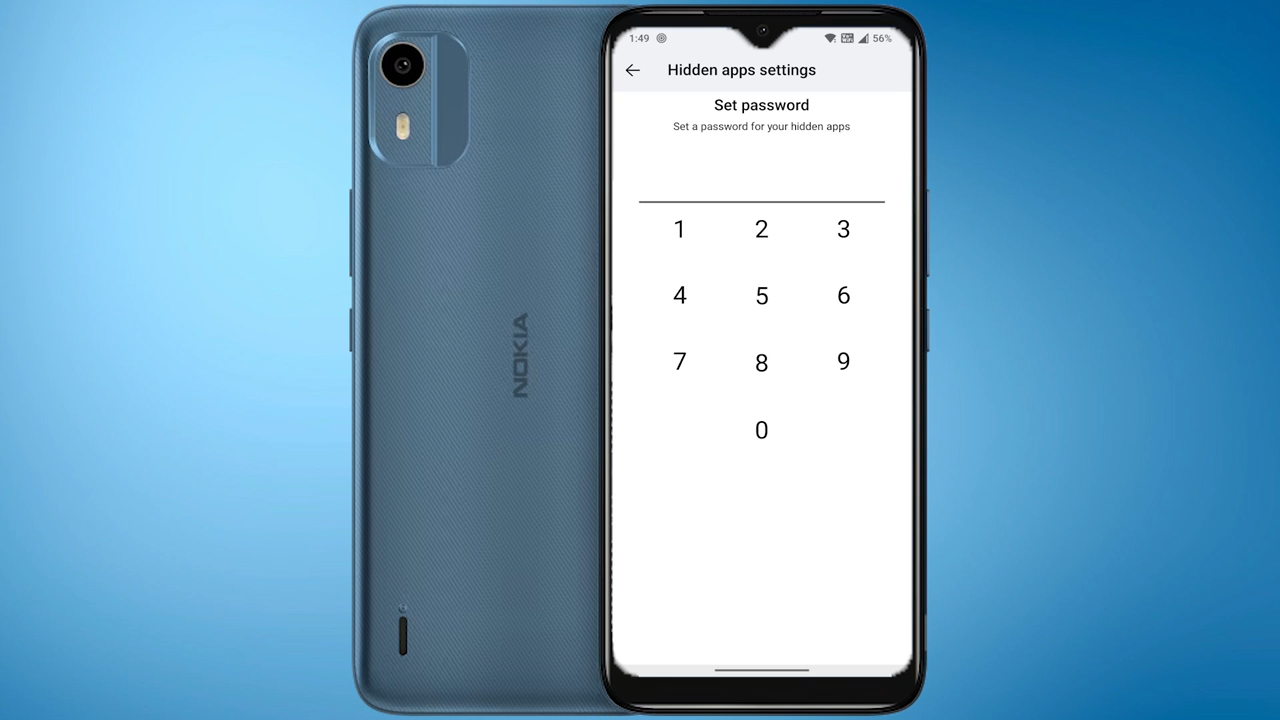 NOKIA
1:49 56%
Hidden apps settings
Set password
Set a password for your hidden apps
1 2 3
4 5 6
7 8 9
0